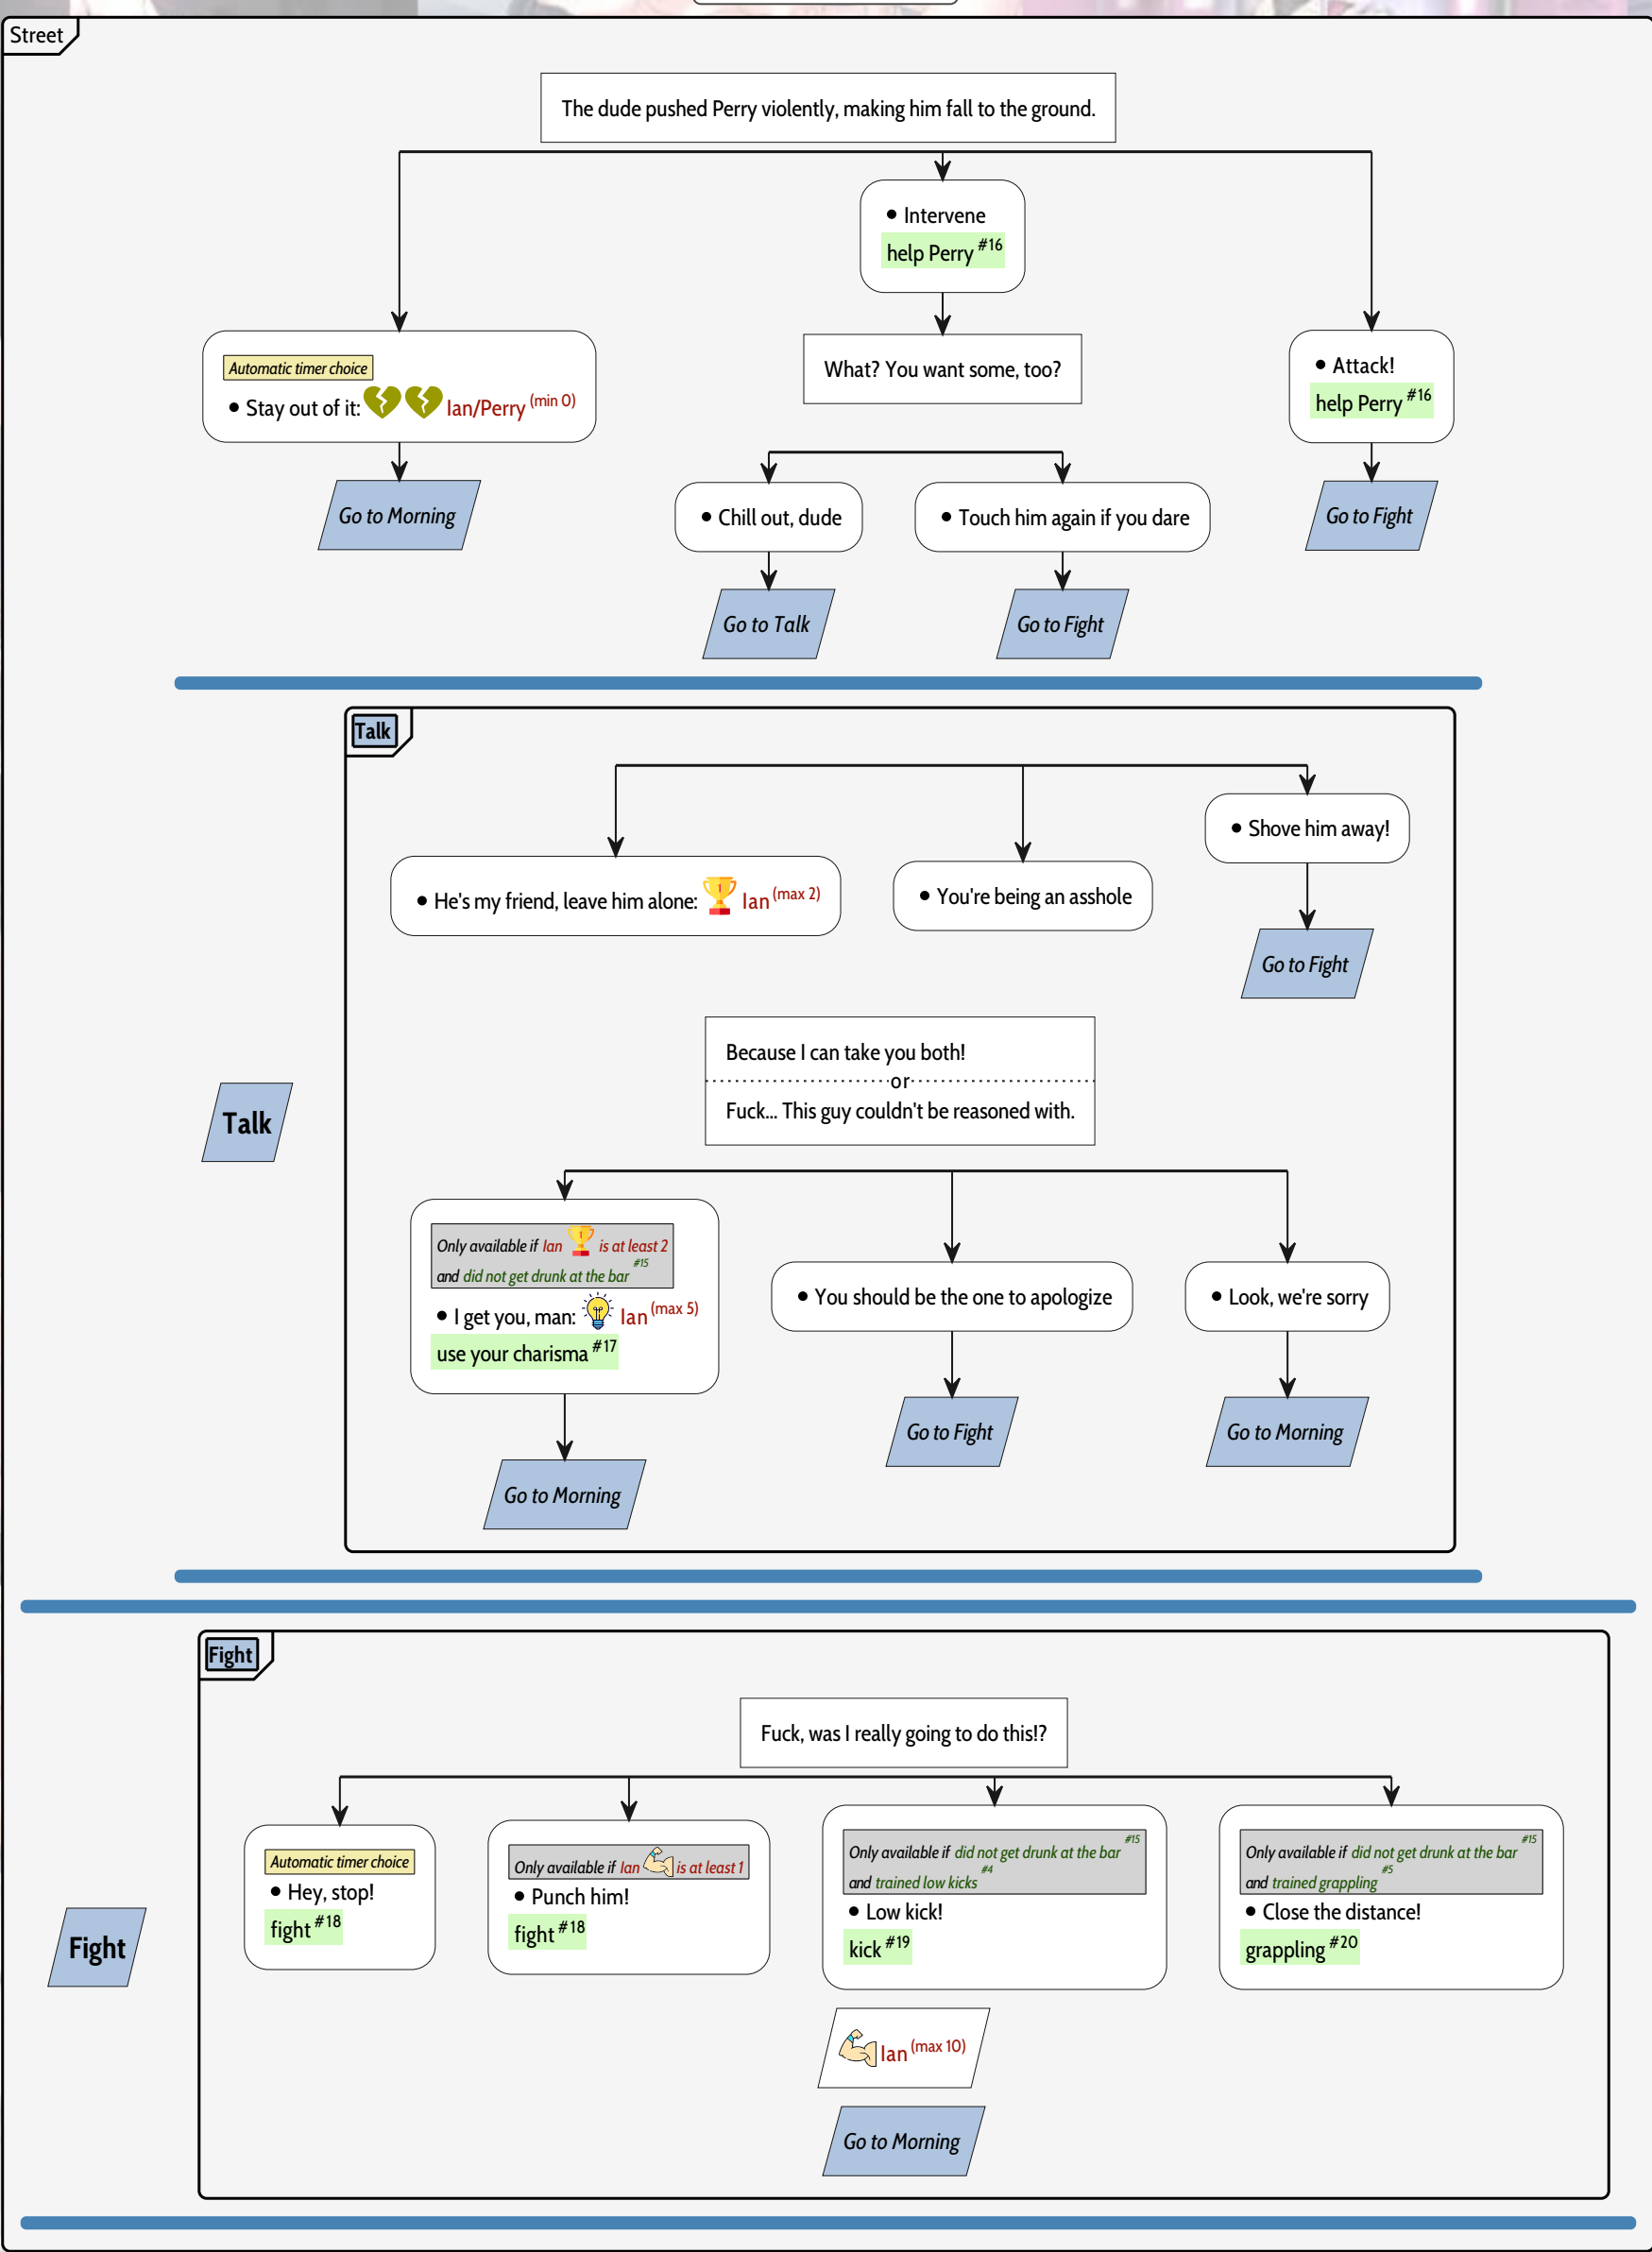 Street
The dude pushed Perry violently, making him fall to the ground.
• Intervene
help Perry #16
Automatic timer choice
• Stay out of it: Ian/Perry (min 0)
What? You want some, too?
• Attack!
help Perry #16
Go to Morning
• Chill out, dude
• Touch him again if you dare
Go to Fight
Go to Talk
Go to Fight
Talk
Talk
• Shove him away!
• He's my friend, leave him alone: 1 Ian (max 2)
• You're being an asshole
Go to Fight
Because I can take you both!
or
Fuck... This guy couldn't be reasoned with.
Only available if Ian 1 is at least 2
and did not get drunk at the bar #15
• I get you, man: Ian (max 5)
use your charisma #17
• You should be the one to apologize
• Look, we're sorry
Go to Fight
Go to Morning
Go to Morning
Fight
Fight
Fuck, was I really going to do this!?
Automatic timer choice
• Hey, stop!
fight #18
Only available if Ian is at least 1
• Punch him!
fight #18
Only available if did not get drunk at the bar #15
and trained low kicks #4
• Low kick!
kick #19
Only available if did not get drunk at the bar #15
and trained grappling #5
• Close the distance!
grappling #20
Ian (max 10)
Go to Morning